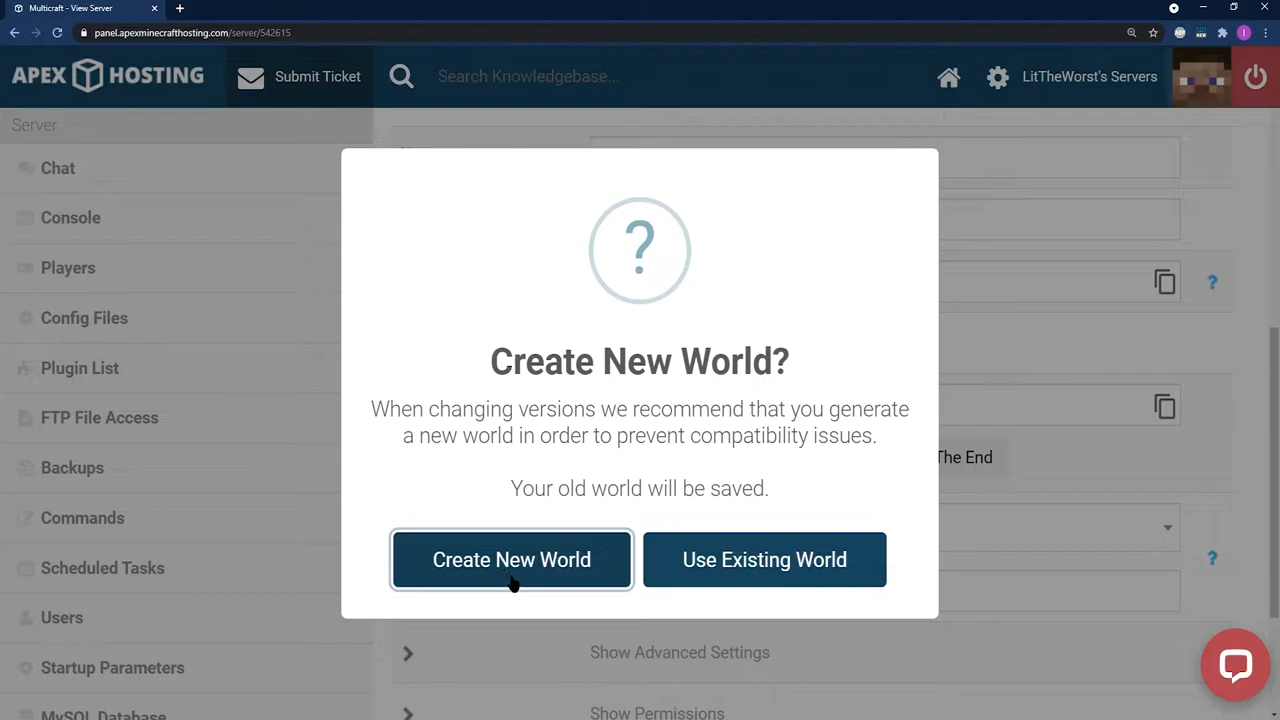 Multicraft - View Server
panel.apexminecrafthosting.com/server/542615
APEX HOSTING
Submit Ticket
Search Knowledgebase...
LitTheWorst's Servers
Server
Chat
Console
Players
Config Files
Plugin List
FTP File Access
Backups
Commands
Scheduled Tasks
Users
Startup Parameters
MySQL Database
?
Create New World?
When changing versions we recommend that you generate
a new world in order to prevent compatibility issues.
Your old world will be saved.
Create New World
Use Existing World
?
The End
?
Show Advanced Settings
Show Permissions